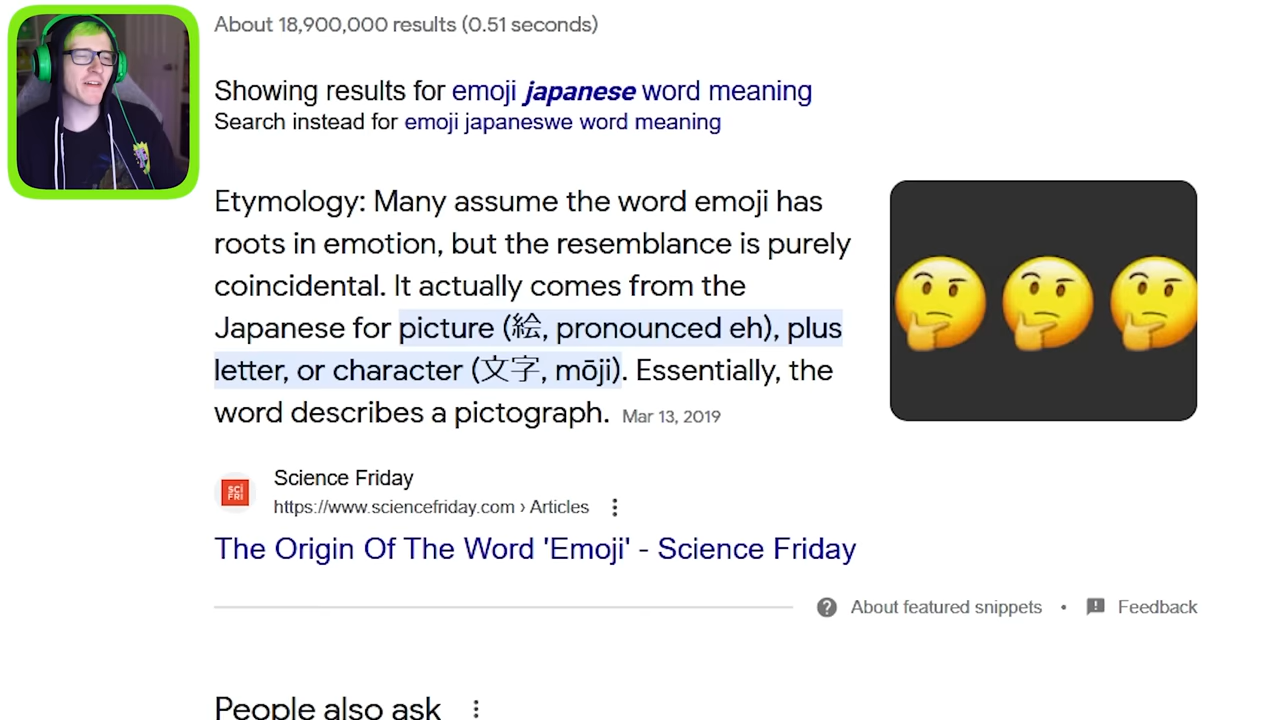 About 18,900,000 results (0.51 seconds)
Showing results for emoji japanese word meaning
Search instead for emoji japaneswe word meaning
Etymology: Many assume the word emoji has
roots in emotion, but the resemblance is purely
coincidental. It actually comes from the
Japanese for picture (絵, pronounced eh), plus
letter, or character (文字, mōji). Essentially, the
word describes a pictograph. Mar 13, 2019
SCI
FRI
Science Friday
https://www.sciencefriday.com › Articles
The Origin Of The Word 'Emoji' - Science Friday
About featured snippets • Feedback
People also ask